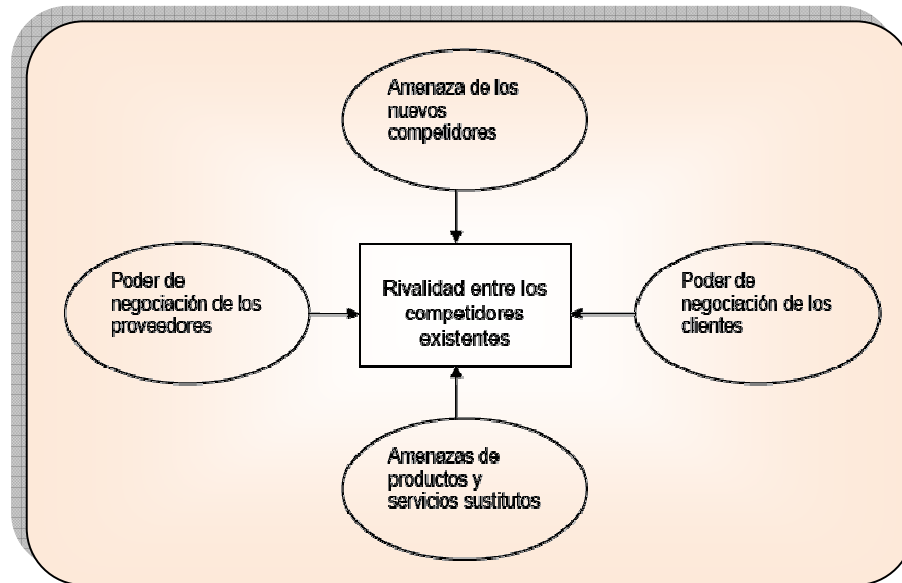 Amenaza de los
nuevos
competidores
Poder de
negociación de los
proveedores
Rivalidad entre los
competidores
existentes
Poder de
negociación de los
clientes
Amenazas de
productos y
servicios sustitutos